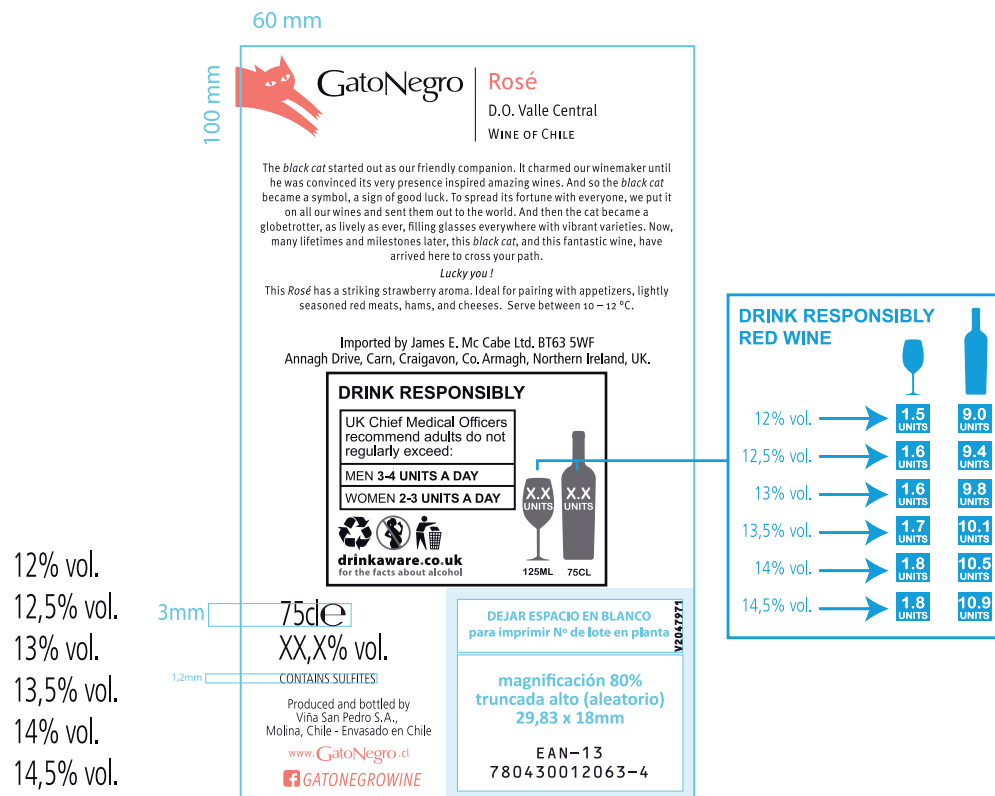 60 mm
100 mm
GatoNegro
Rosé
D.O. Valle Central
WINE OF CHILE
The black cat started out as our friendly companion. It charmed our winemaker until
he was convinced its very presence inspired amazing wines. And so the black cat
became a symbol, a sign of good luck. To spread its fortune with everyone, we put it
on all our wines and sent them out to the world. And then the cat became a
globetrotter, as lively as ever, filling glasses everywhere with vibrant varieties. Now,
many lifetimes and milestones later, this black cat, and this fantastic wine, have
arrived here to cross your path.
Lucky you !
This Rosé has a striking strawberry aroma. Ideal for pairing with appetizers, lightly
seasoned red meats, hams, and cheeses. Serve between 10 – 12 °C.
Imported by James E. Mc Cabe Ltd. BT63 5WF
Annagh Drive, Carn, Craigavon, Co. Armagh, Northern Ireland, UK.
DRINK RESPONSIBLY
UK Chief Medical Officers
recommend adults do not
regularly exceed:
MEN 3-4 UNITS A DAY
WOMEN 2-3 UNITS A DAY
drinkaware.co.uk
for the facts about alcohol
X.X
UNITS
125ML
X.X
UNITS
75CL
DRINK RESPONSIBLY
RED WINE
12% vol. 1.5 UNITS 9.0 UNITS
12,5% vol. 1.6 UNITS 9.4 UNITS
13% vol. 1.6 UNITS 9.8 UNITS
13,5% vol. 1.7 UNITS 10.1 UNITS
14% vol. 1.8 UNITS 10.5 UNITS
14,5% vol. 1.8 UNITS 10.9 UNITS
12% vol.
12,5% vol.
13% vol.
13,5% vol.
14% vol.
14,5% vol.
3mm
75cl℮
XX,X% vol.
1,2mm
CONTAINS SULFITES
Produced and bottled by
Viña San Pedro S.A.,
Molina, Chile - Envasado en Chile
www.GatoNegro.cl
GATONEGROWINE
DEJAR ESPACIO EN BLANCO
para imprimir Nº de lote en planta
V2047971
magnificación 80%
truncada alto (aleatorio)
29,83 x 18mm
EAN-13
780430012063-4